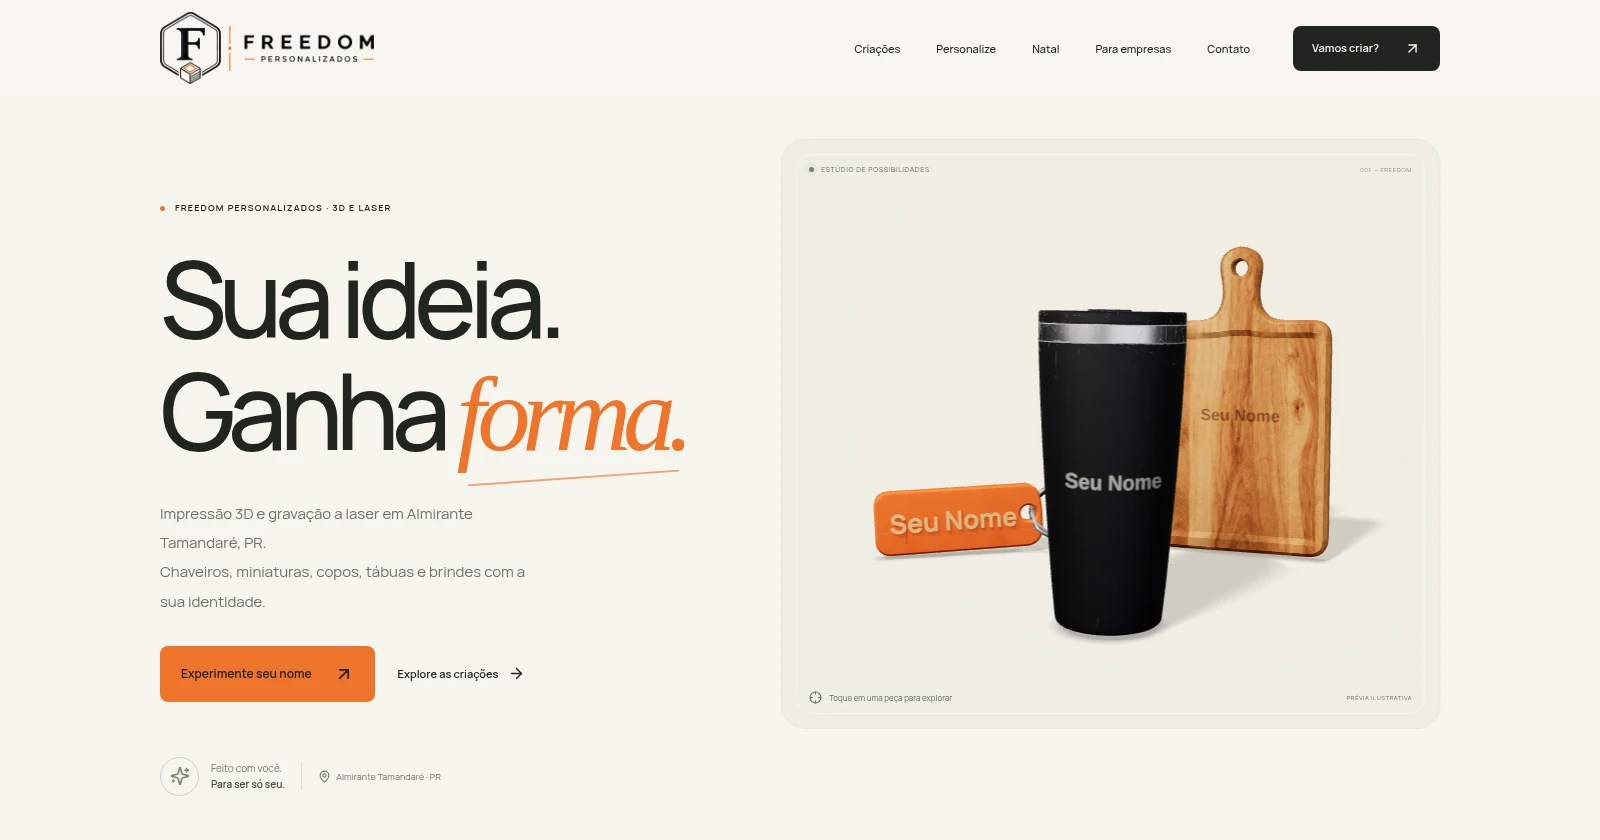 F
FREEDOM
PERSONALIZADOS
Criações
Personalize
Natal
Para empresas
Contato
Vamos criar?
FREEDOM PERSONALIZADOS · 3D E LASER
Sua ideia.
Ganha forma.
Impressão 3D e gravação a laser em Almirante
Tamandaré, PR.
Chaveiros, miniaturas, copos, tábuas e brindes com a
sua identidade.
Experimente seu nome
Explore as criações
Feito com você.
Para ser só seu.
Almirante Tamandaré · PR
ESTÚDIO DE POSSIBILIDADES
001 — FREEDOM
Seu Nome
Seu Nome
Seu Nome
Toque em uma peça para explorar
PRÉVIA ILUSTRATIVA